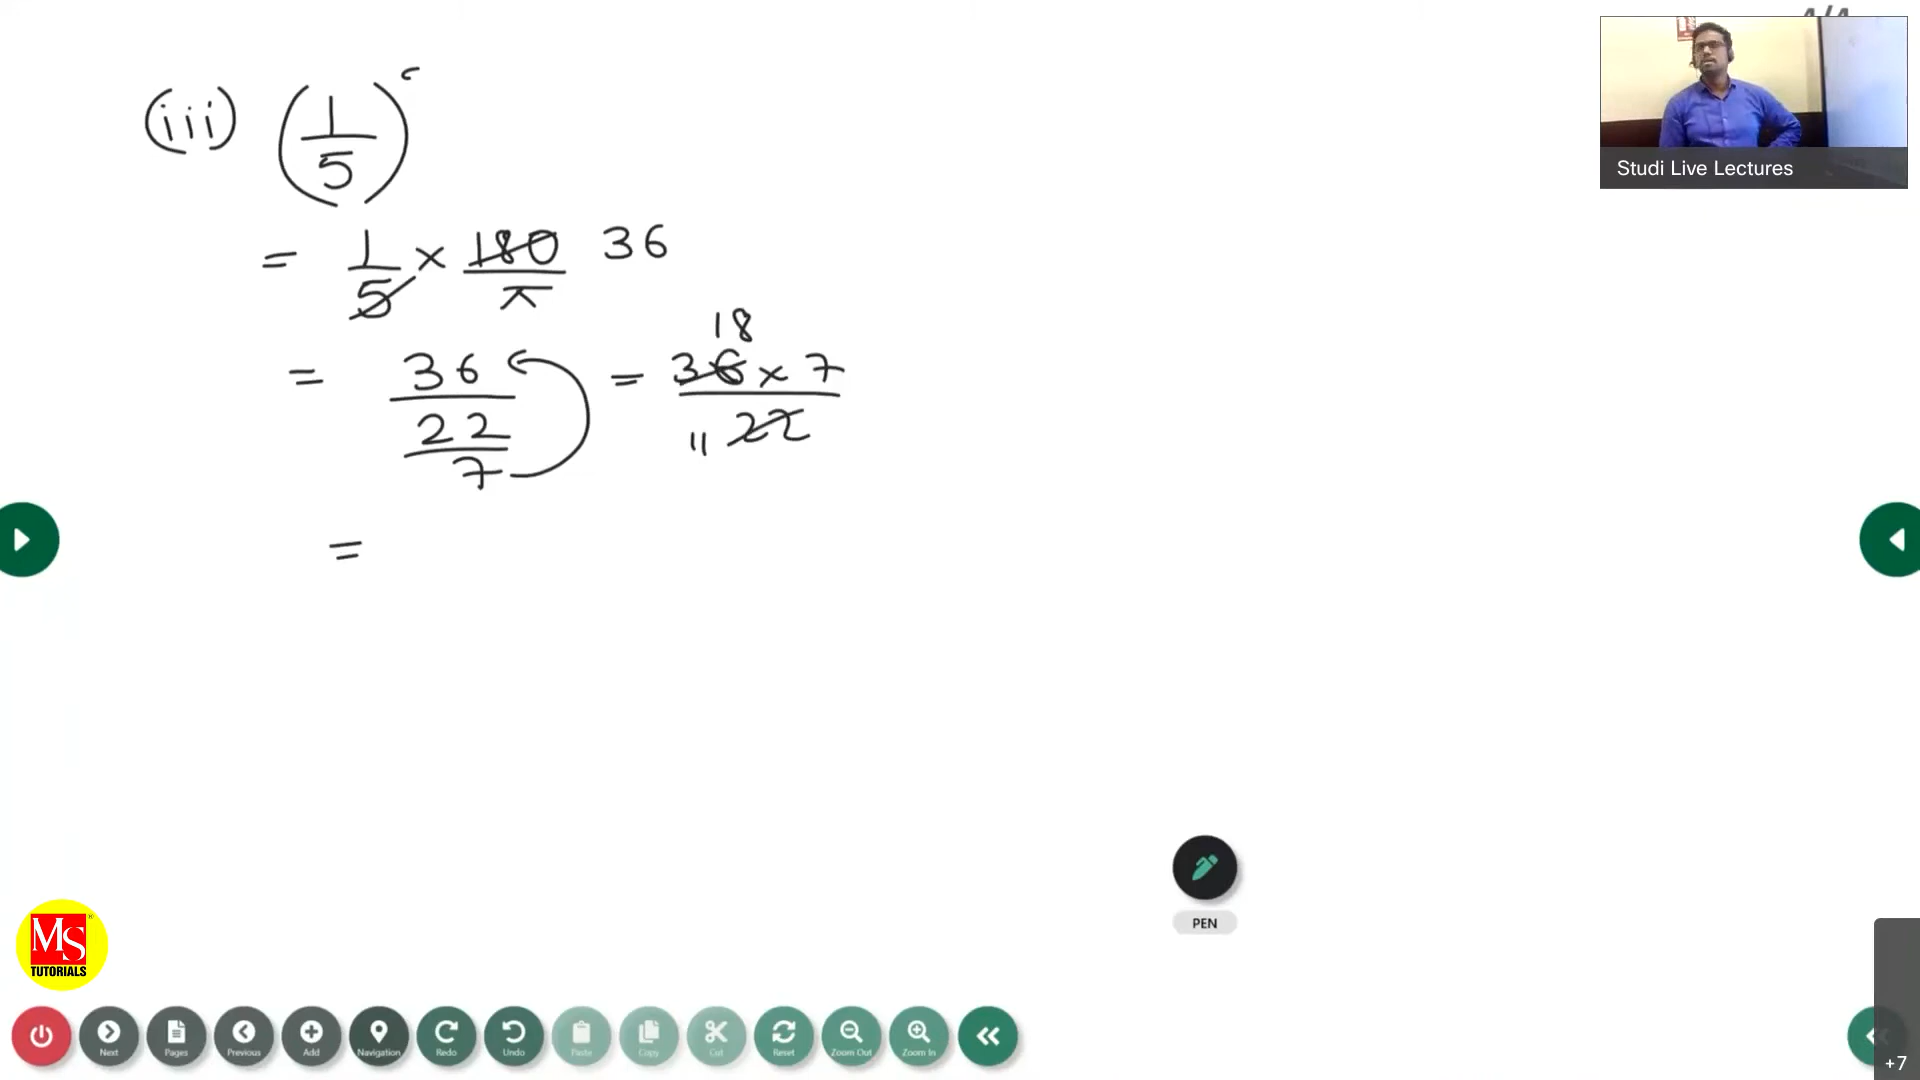 (iii) (1/5)^c
= 1/5 × 180/π 36
18
= 36/(22/7) = 36 × 7 / 22
11
=
Studi Live Lectures
PEN
MS®
TUTORIALS
Next Pages Previous Add Navigation Redo Undo Paste Copy Cut Reset Zoom Out Zoom In
+7